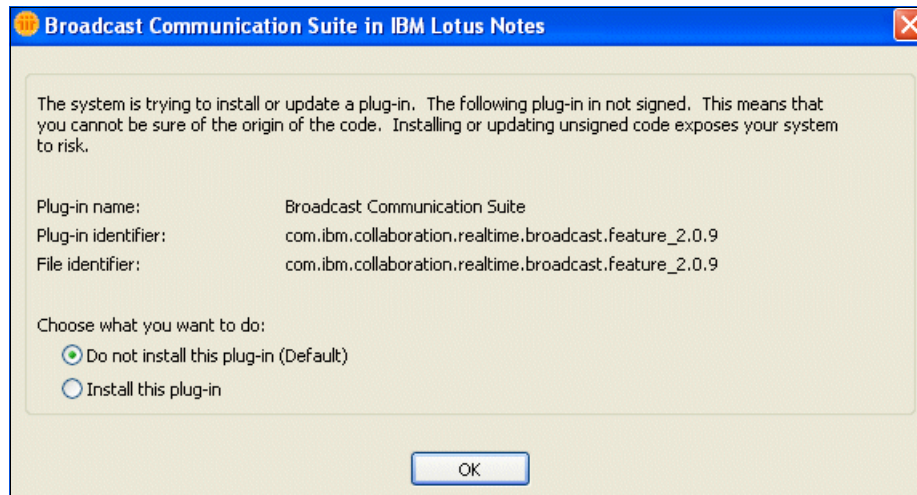 Broadcast Communication Suite in IBM Lotus Notes
The system is trying to install or update a plug-in. The following plug-in in not signed. This means that
you cannot be sure of the origin of the code. Installing or updating unsigned code exposes your system
to risk.
Plug-in name: Broadcast Communication Suite
Plug-in identifier: com.ibm.collaboration.realtime.broadcast.feature_2.0.9
File identifier: com.ibm.collaboration.realtime.broadcast.feature_2.0.9
Choose what you want to do:
Do not install this plug-in (Default)
Install this plug-in
OK